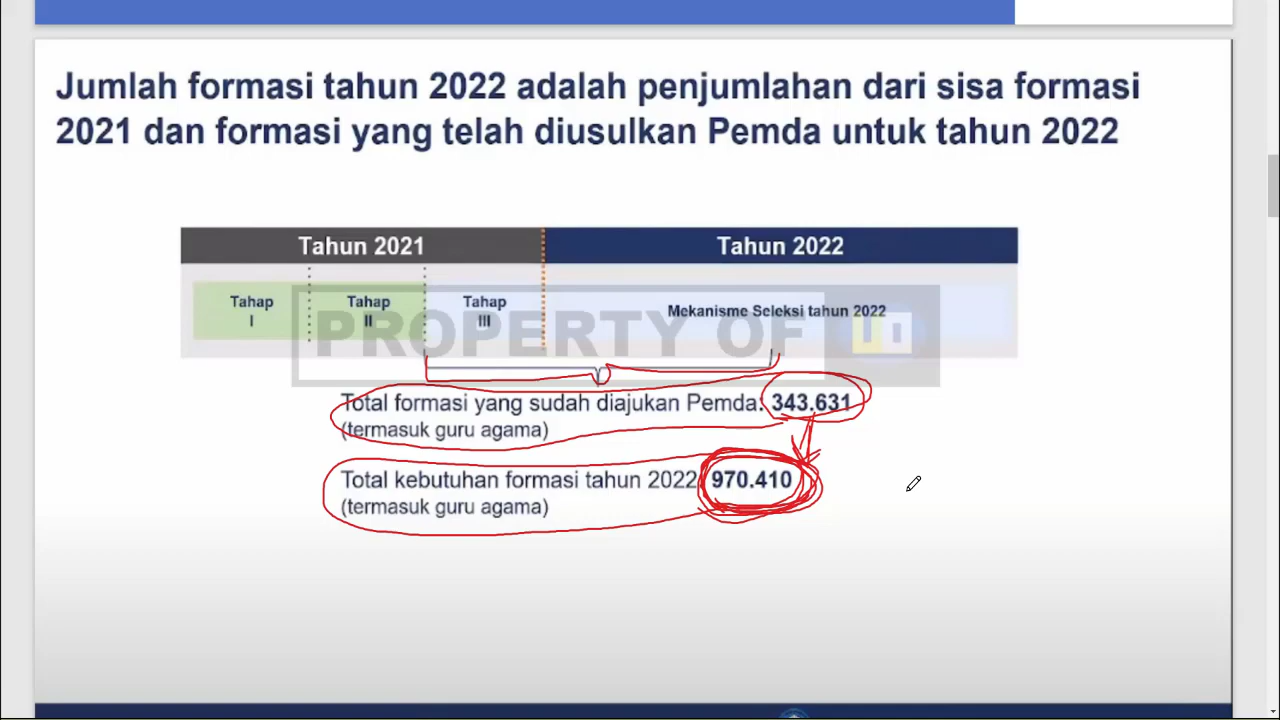 Jumlah formasi tahun 2022 adalah penjumlahan dari sisa formasi
2021 dan formasi yang telah diusulkan Pemda untuk tahun 2022
Tahun 2021
Tahun 2022
Tahap
I
Tahap
II
Tahap
III
Mekanisme Seleksi tahun 2022
PROPERTY OF
Total formasi yang sudah diajukan Pemda: 343.631
(termasuk guru agama)
Total kebutuhan formasi tahun 2022 970.410
(termasuk guru agama)